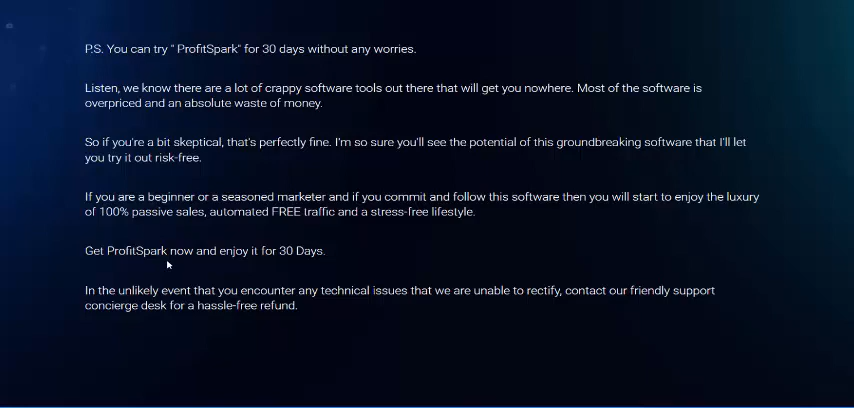 P.S. You can try " ProfitSpark" for 30 days without any worries.
Listen, we know there are a lot of crappy software tools out there that will get you nowhere. Most of the software is
overpriced and an absolute waste of money.
So if you're a bit skeptical, that's perfectly fine. I'm so sure you'll see the potential of this groundbreaking software that I'll let
you try it out risk-free.
If you are a beginner or a seasoned marketer and if you commit and follow this software then you will start to enjoy the luxury
of 100% passive sales, automated FREE traffic and a stress-free lifestyle.
Get ProfitSpark now and enjoy it for 30 Days.
In the unlikely event that you encounter any technical issues that we are unable to rectify, contact our friendly support
concierge desk for a hassle-free refund.